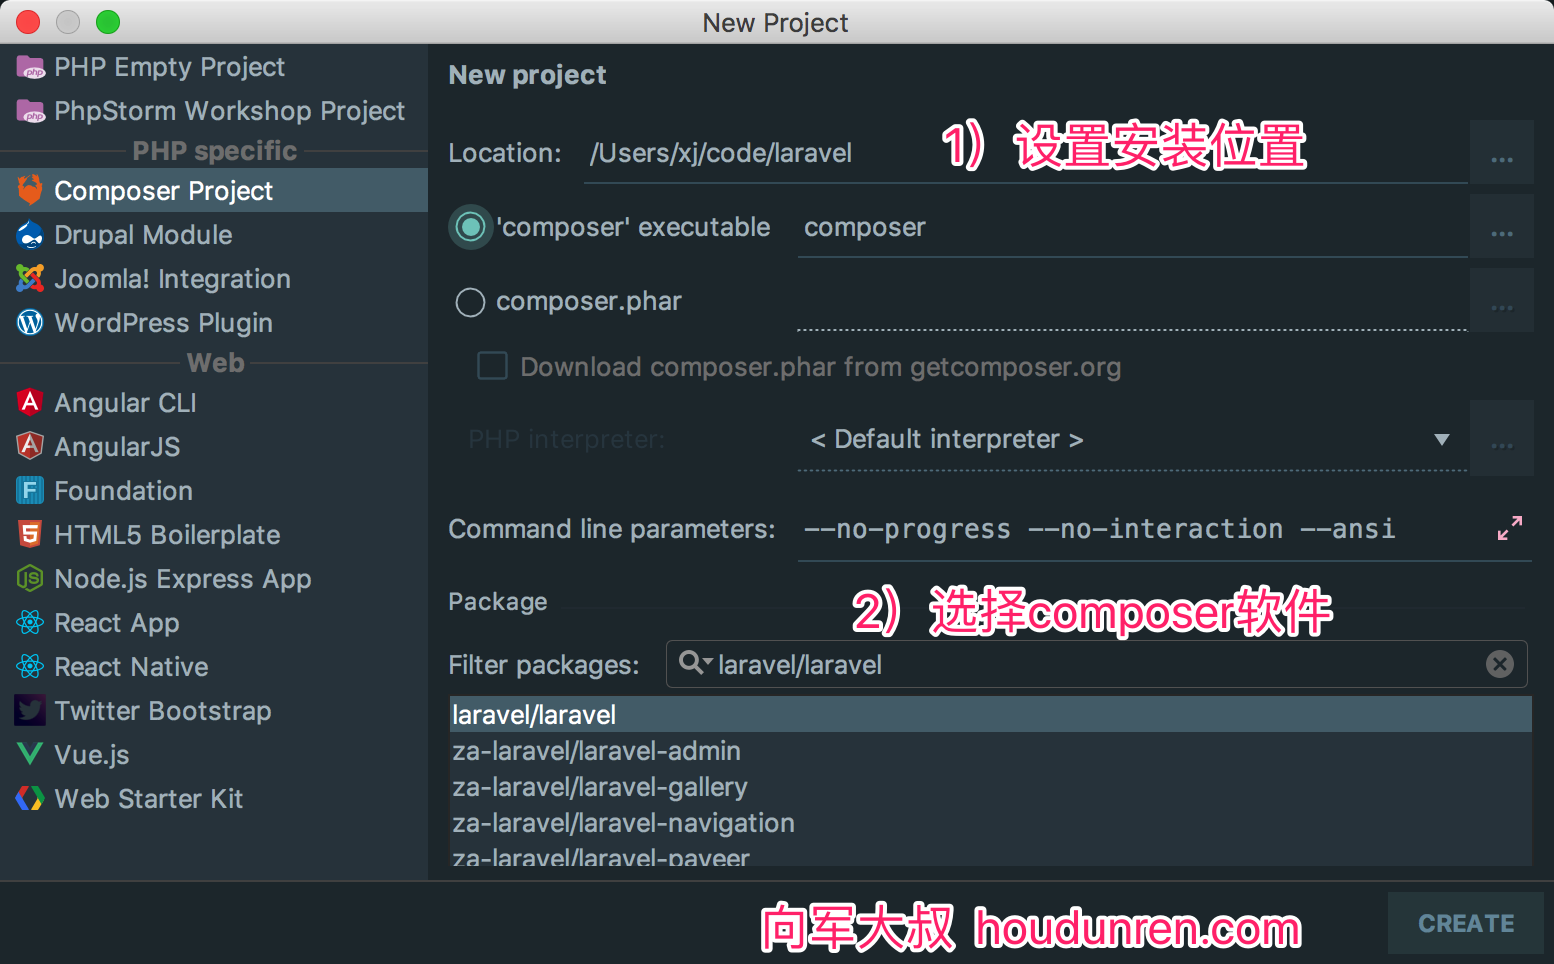 New Project
PHP Empty Project
PhpStorm Workshop Project
PHP specific
Composer Project
Drupal Module
Joomla! Integration
WordPress Plugin
Web
Angular CLI
AngularJS
Foundation
HTML5 Boilerplate
Node.js Express App
React App
React Native
Twitter Bootstrap
Vue.js
Web Starter Kit
New project
Location: /Users/xj/code/laravel ...
1) 设置安装位置
'composer' executable composer ...
composer.phar ...
Download composer.phar from getcomposer.org
PHP interpreter: < Default interpreter > ...
Command line parameters: --no-progress --no-interaction --ansi
Package
2) 选择composer软件
Filter packages: laravel/laravel
laravel/laravel
za-laravel/laravel-admin
za-laravel/laravel-gallery
za-laravel/laravel-navigation
za-laravel/laravel-paveer
向军大叔 houdunren.com
CREATE